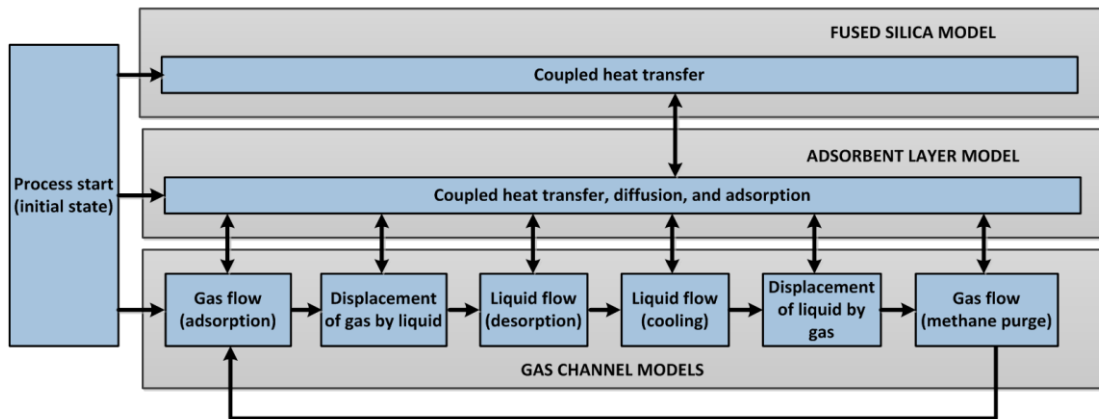 FUSED SILICA MODEL
Coupled heat transfer
Process start
(initial state)
ADSORBENT LAYER MODEL
Coupled heat transfer, diffusion, and adsorption
Gas flow
(adsorption)
Displacement
of gas by liquid
Liquid flow
(desorption)
Liquid flow
(cooling)
Displacement
of liquid by
gas
Gas flow
(methane purge)
GAS CHANNEL MODELS